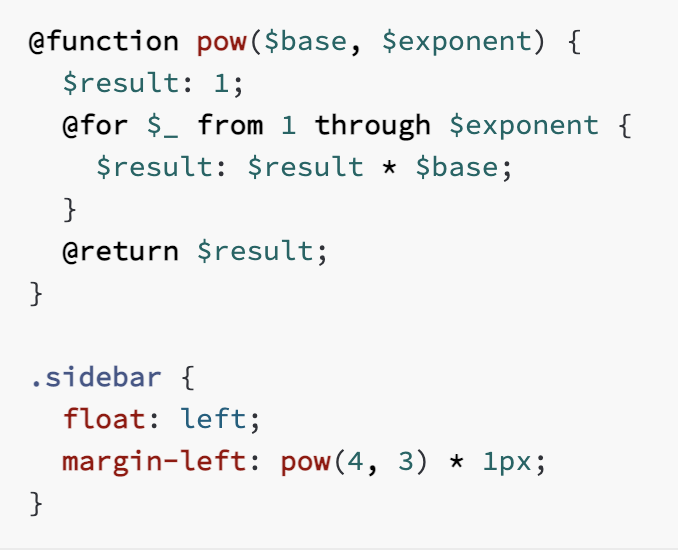 @function pow($base, $exponent) {
  $result: 1;
  @for $_ from 1 through $exponent {
    $result: $result * $base;
  }
  @return $result;
}

.sidebar {
  float: left;
  margin-left: pow(4, 3) * 1px;
}